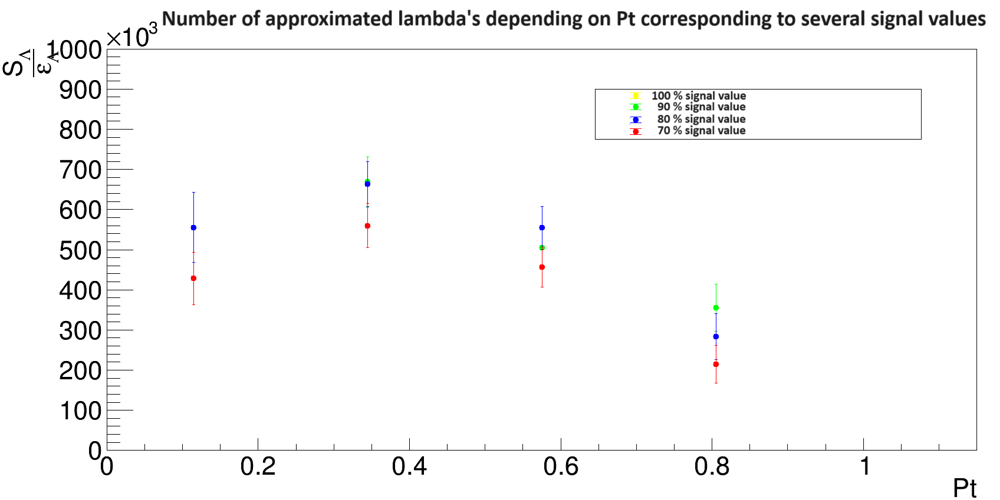 Number of approximated lambda's depending on Pt corresponding to several signal values
×10³
S_Λ
ε_Λ
1000
900
800
700
600
500
400
300
200
100
0
100 % signal value
90 % signal value
80 % signal value
70 % signal value
0 0.2 0.4 0.6 0.8 1
Pt